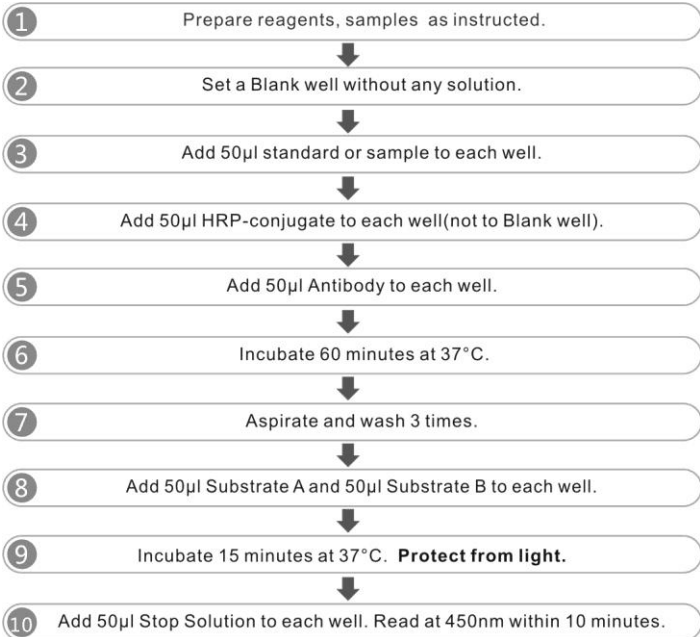 1 Prepare reagents, samples as instructed.
2 Set a Blank well without any solution.
3 Add 50μl standard or sample to each well.
4 Add 50μl HRP-conjugate to each well(not to Blank well).
5 Add 50μl Antibody to each well.
6 Incubate 60 minutes at 37°C.
7 Aspirate and wash 3 times.
8 Add 50μl Substrate A and 50μl Substrate B to each well.
9 Incubate 15 minutes at 37°C. Protect from light.
10 Add 50μl Stop Solution to each well. Read at 450nm within 10 minutes.